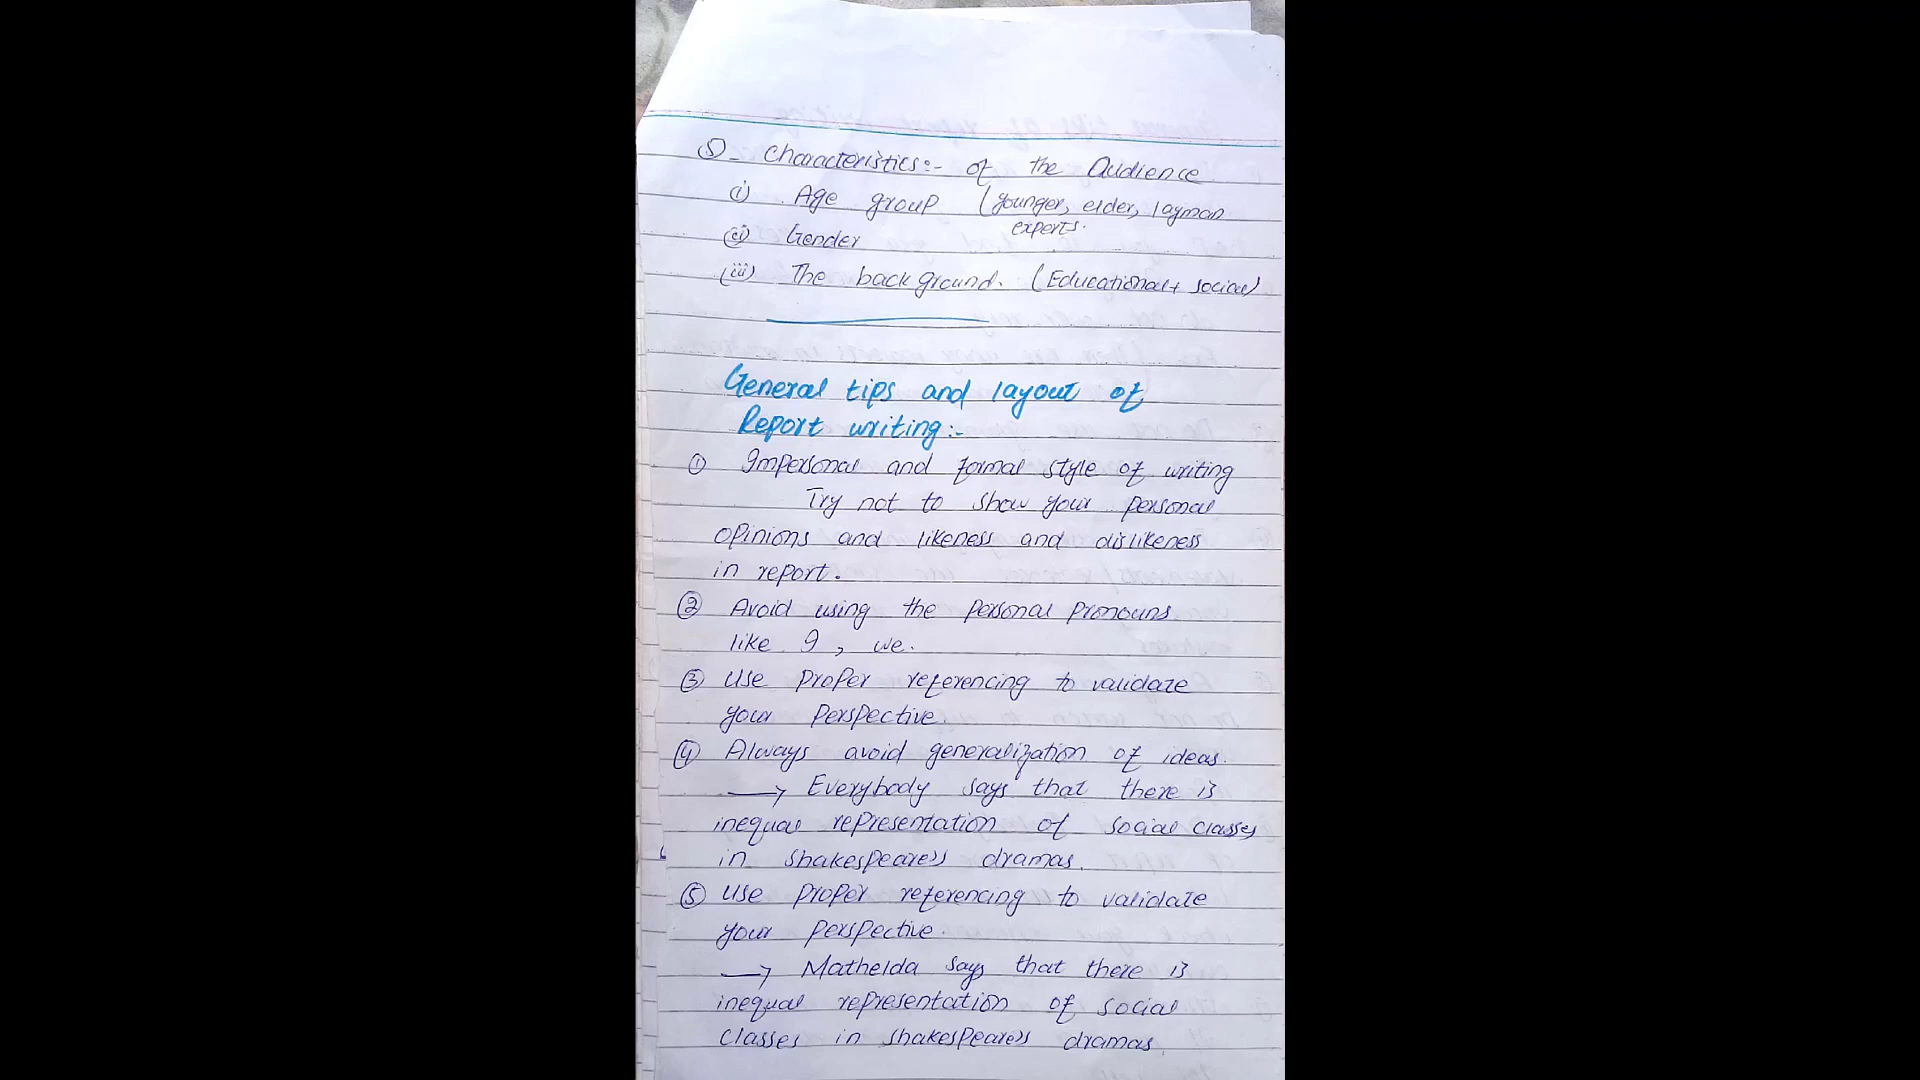 ⑤- Characteristics:- of the Audience
(i) Age group (younger, elder, layman
experts.
(ii) Gender
(iii) The background. (Educational + social)
General tips and layout of
Report writing:-
① Impersonal and formal style of writing
Try not to show your personal
opinions and likeness and dislikeness
in report.
② Avoid using the personal pronouns
like I, we.
③ Use proper referencing to validate
your perspective.
④ Always avoid generalization of ideas.
→ Everybody says that there is
inequal representation of social classes
in Shakespeare's dramas.
⑤ Use proper referencing to validate
your perspective.
→ Mathelda says that there is
inequal representation of social
classes in Shakespeare's dramas.